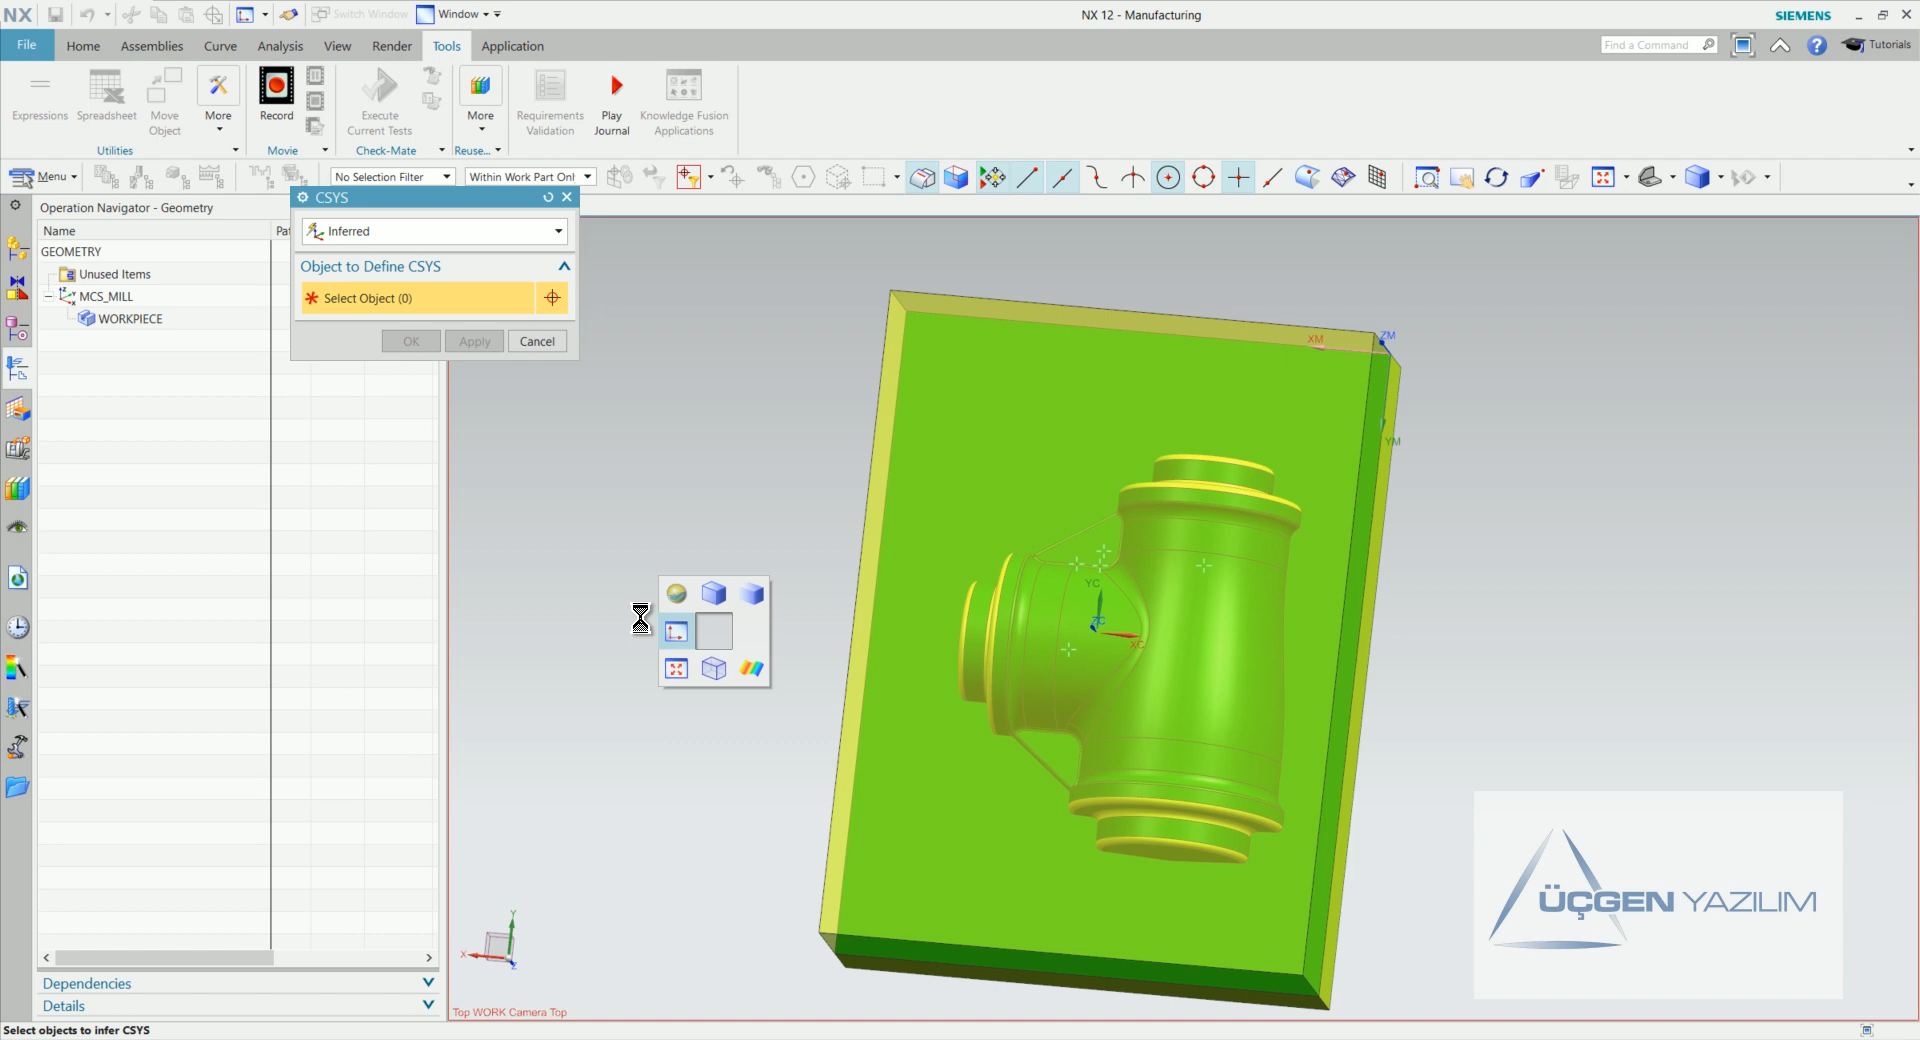 NX
Switch Window
Window
NX 12 - Manufacturing
SIEMENS
File
Home
Assemblies
Curve
Analysis
View
Render
Tools
Application
Find a Command
Tutorials
Expressions
Spreadsheet
Move Object
More
Record
Execute Current Tests
More
Requirements Validation
Play Journal
Knowledge Fusion Applications
Utilities
Movie
Check-Mate
Reuse...
Menu
No Selection Filter
Within Work Part Onl
Operation Navigator - Geometry
Name
Pat
GEOMETRY
Unused Items
MCS_MILL
WORKPIECE
CSYS
Inferred
Object to Define CSYS
Select Object (0)
OK
Apply
Cancel
XM
ZM
YM
YC
ZC
XC
Y
X
Z
ÜÇGEN YAZILIM
Dependencies
Details
Top WORK Camera Top
Select objects to infer CSYS